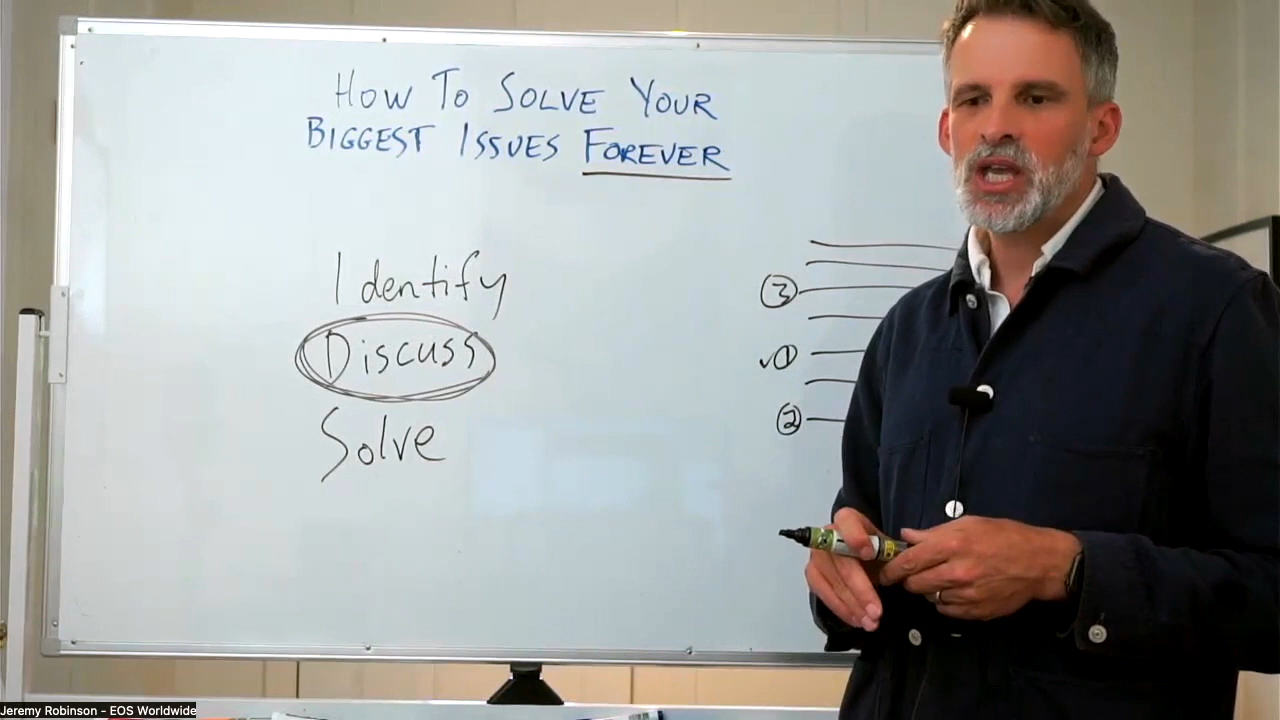 HOW TO SOLVE YOUR
BIGGEST ISSUES FOREVER
Identify
Discuss
Solve
3
✓1
2
Jeremy Robinson - EOS Worldwide